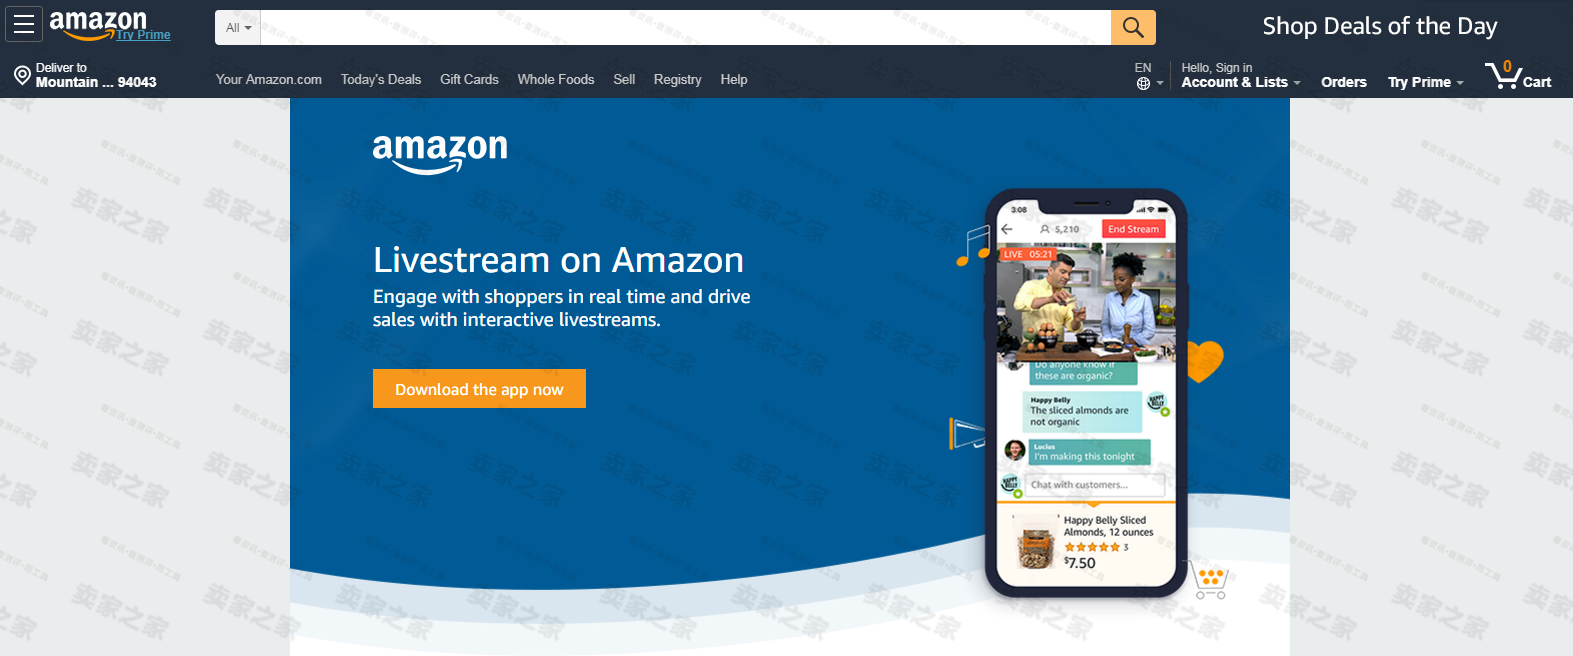 amazon
Try Prime
All
Shop Deals of the Day
Deliver to
Mountain ... 94043
Your Amazon.com Today's Deals Gift Cards Whole Foods Sell Registry Help
EN
Hello, Sign in
Account & Lists
Orders
Try Prime
0
Cart
amazon
Livestream on Amazon
Engage with shoppers in real time and drive
sales with interactive livestreams.
Download the app now
3:08
5,210
End Stream
LIVE 05:21
Do anyone know if
these are organic?
Happy Belly
The sliced almonds are
not organic
HAPPY
BELLY
Lucius
I'm making this tonight
HAPPY
BELLY
Chat with customers...
Happy Belly Sliced
Almonds, 12 ounces
3
$7.50
卖家之家